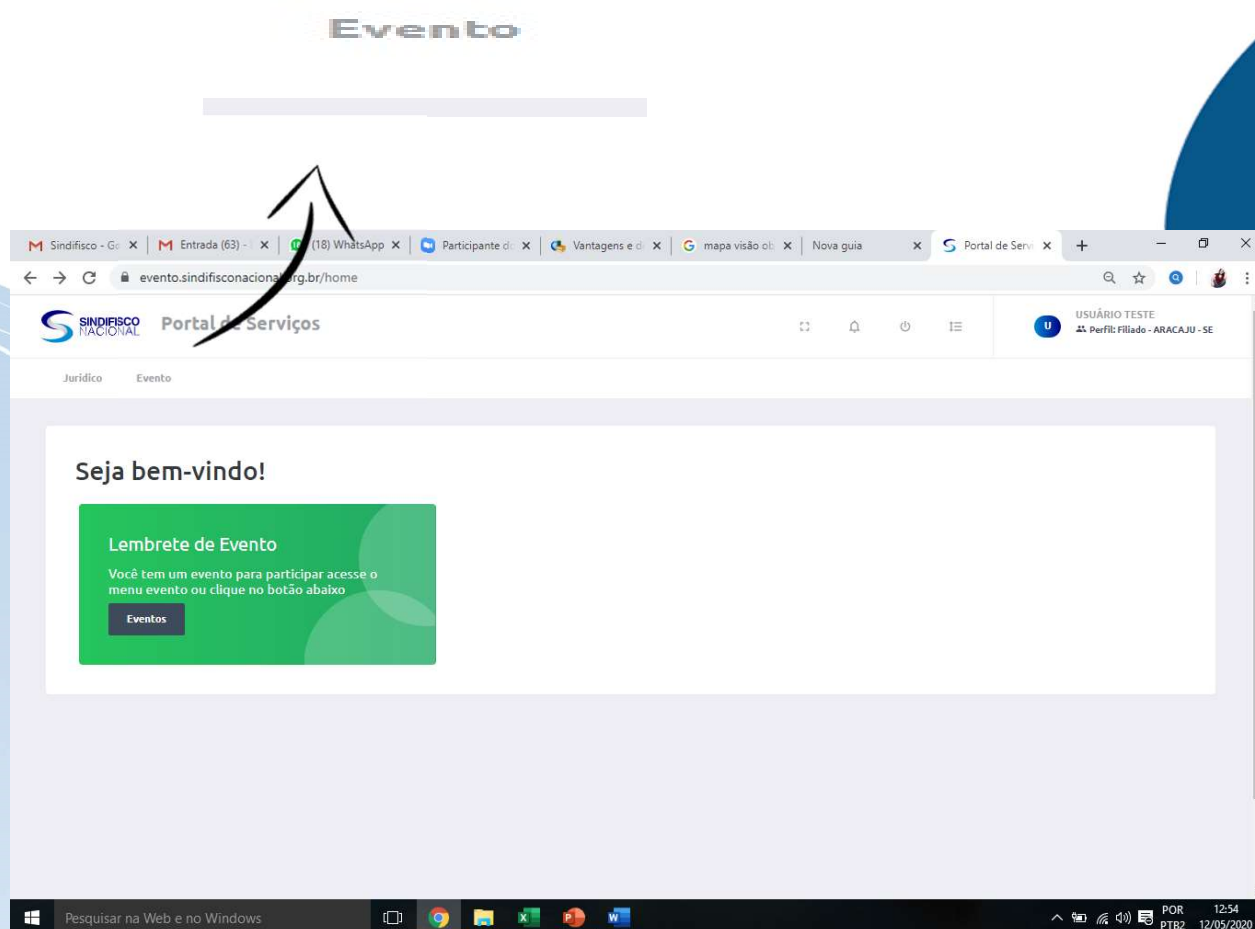 Evento
Sindifisco - Go
Entrada (63) -
(18) WhatsApp
Participante do
Vantagens e d
mapa visão ob
Nova guia
Portal de Servi
evento.sindifisconacional.org.br/home
SINDIFISCO
NACIONAL
Portal de Serviços
U
USUÁRIO TESTE
Perfil: Filiado - ARACAJU - SE
Jurídico Evento
Seja bem-vindo!
Lembrete de Evento
Você tem um evento para participar acesse o
menu evento ou clique no botão abaixo
Eventos
Pesquisar na Web e no Windows
POR 12:54
PTB2 12/05/2020